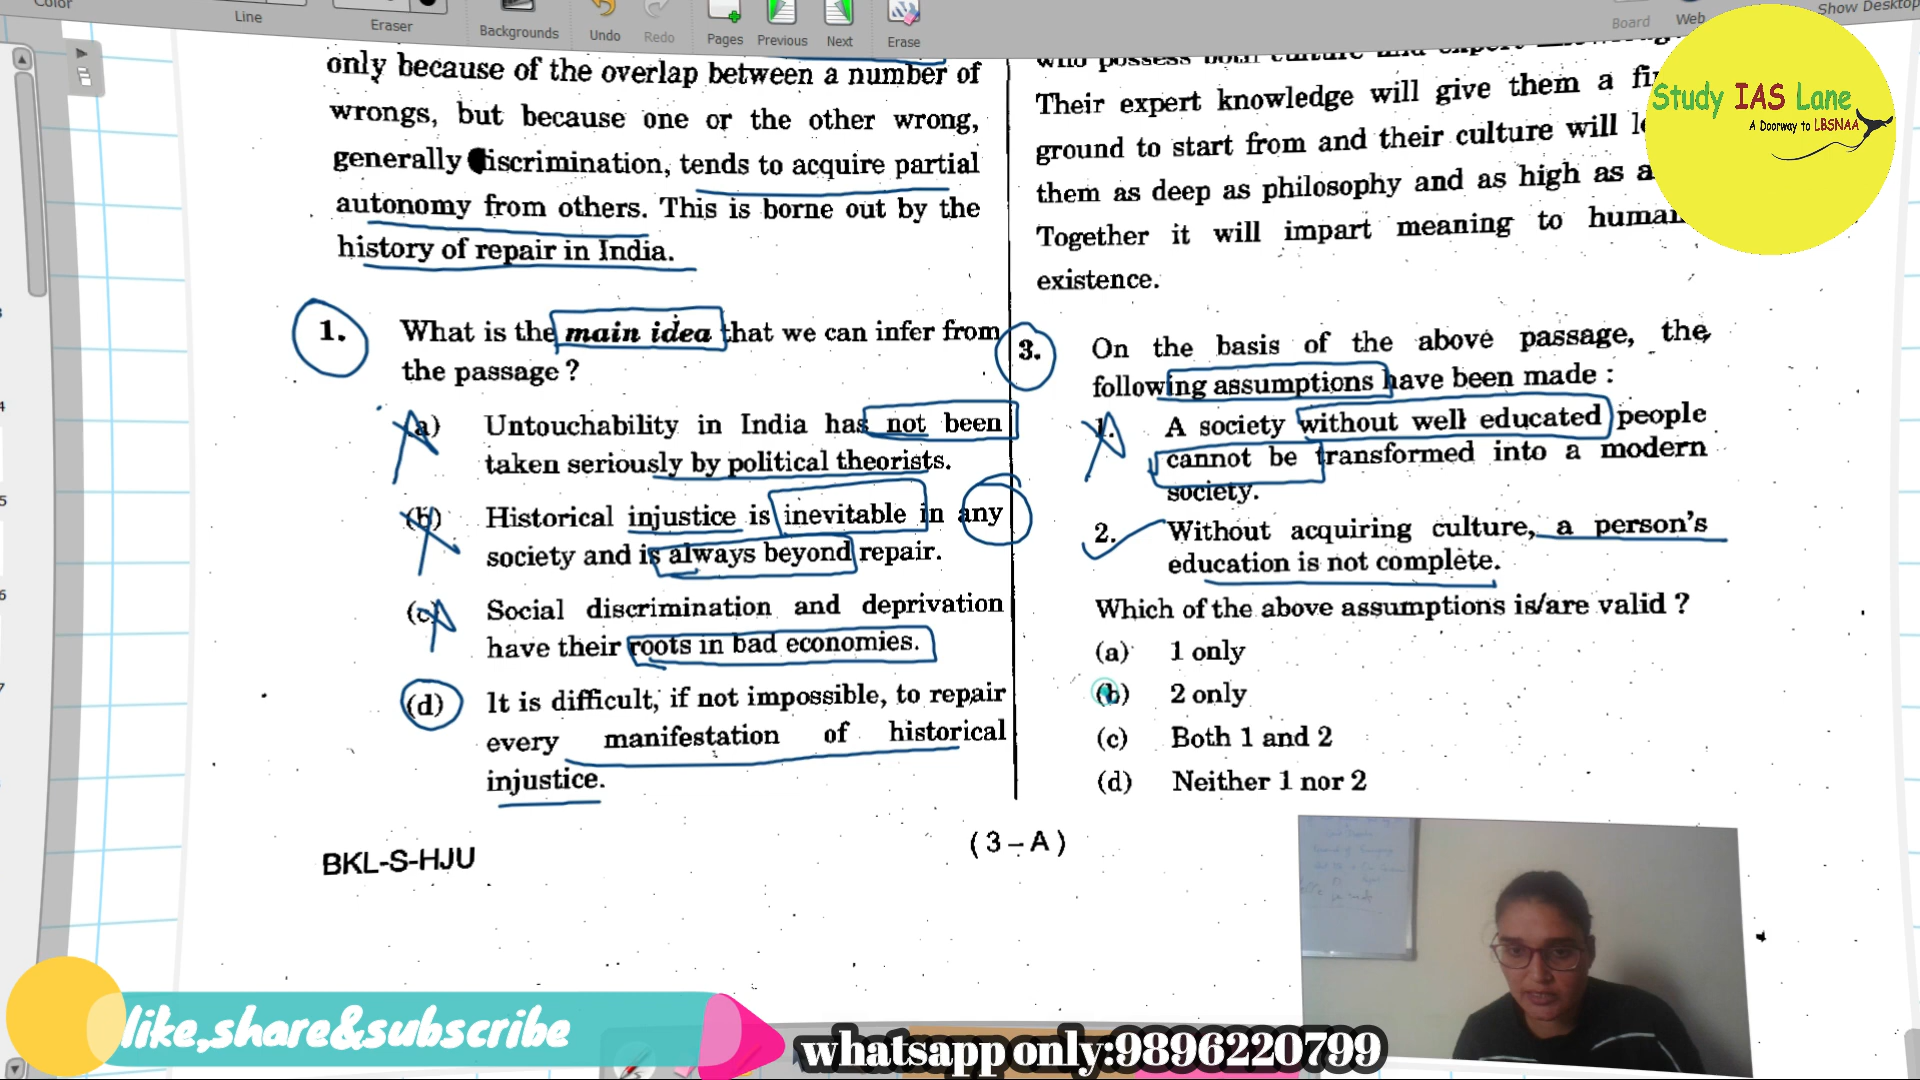 Color
Line
Eraser
Backgrounds
Undo
Redo
Pages
Previous
Next
Erase
Board
Web
Show Desktop
Study IAS Lane
A Doorway to LBSNAA
only because of the overlap between a number of
wrongs, but because one or the other wrong,
generally discrimination, tends to acquire partial
autonomy from others. This is borne out by the
history of repair in India.
1. What is the main idea that we can infer from
the passage ?
(a) Untouchability in India has not been
taken seriously by political theorists.
(b) Historical injustice is inevitable in any
society and is always beyond repair.
(c) Social discrimination and deprivation
have their roots in bad economies.
(d) It is difficult, if not impossible, to repair
every manifestation of historical
injustice.
who possess both culture and expert
Their expert knowledge will give them a
ground to start from and their culture will
them as deep as philosophy and as high as
Together it will impart meaning to human
existence.
3. On the basis of the above passage, the
following assumptions have been made :
1. A society without well educated people
cannot be transformed into a modern
society.
2. Without acquiring culture, a person's
education is not complete.
Which of the above assumptions is/are valid ?
(a) 1 only
(b) 2 only
(c) Both 1 and 2
(d) Neither 1 nor 2
BKL-S-HJU
( 3 – A )
like,share&subscribe
whatsapp only:9896220799